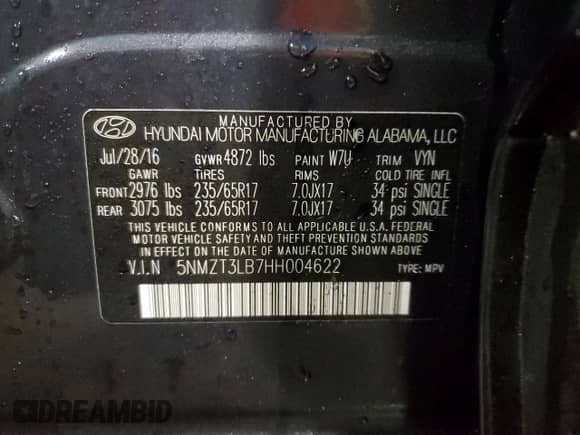 MANUFACTURED BY
HYUNDAI MOTOR MANUFACTURING ALABAMA, LLC
Jul/28/16 GVWR 4872 lbs PAINT W7U TRIM VYN
GAWR TIRES RIMS COLD TIRE INFL
FRONT 2976 lbs 235/65R17 7.0JX17 34 psi SINGLE
REAR 3075 lbs 235/65R17 7.0JX17 34 psi SINGLE
THIS VEHICLE CONFORMS TO ALL APPLICABLE U.S.A. FEDERAL
MOTOR VEHICLE SAFETY AND THEFT PREVENTION STANDARDS
IN EFFECT ON THE DATE OF MANUFACTURE SHOWN ABOVE.
V.I.N 5NMZT3LB7HH004622 TYPE: MPV
DREAMBID